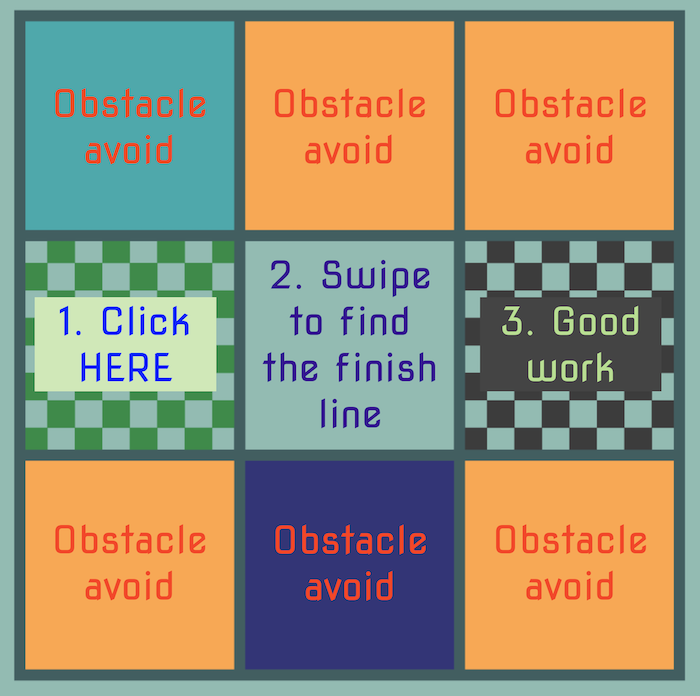 Obstacle
avoid
Obstacle
avoid
Obstacle
avoid
1. Click
HERE
2. Swipe
to find
the finish
line
3. Good
work
Obstacle
avoid
Obstacle
avoid
Obstacle
avoid